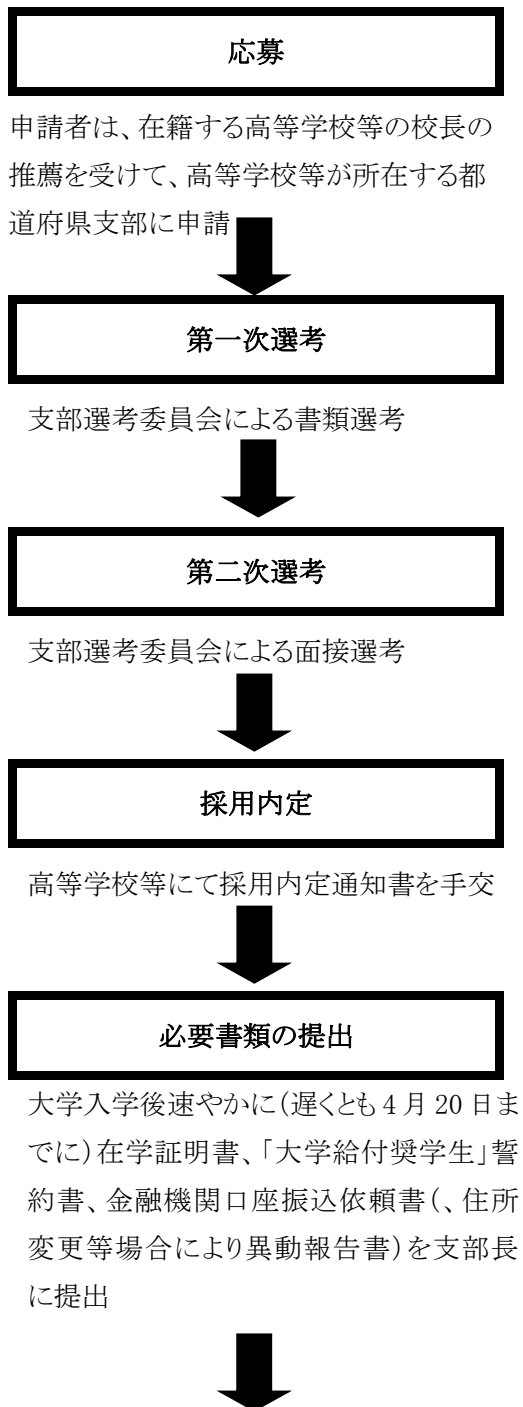 応募
申請者は、在籍する高等学校等の校長の
推薦を受けて、高等学校等が所在する都
道府県支部に申請
第一次選考
支部選考委員会による書類選考
第二次選考
支部選考委員会による面接選考
採用内定
高等学校等にて採用内定通知書を手交
必要書類の提出
大学入学後速やかに(遅くとも4月20日ま
でに)在学証明書、「大学給付奨学生」誓
約書、金融機関口座振込依頼書(、住所
変更等場合により異動報告書)を支部長
に提出